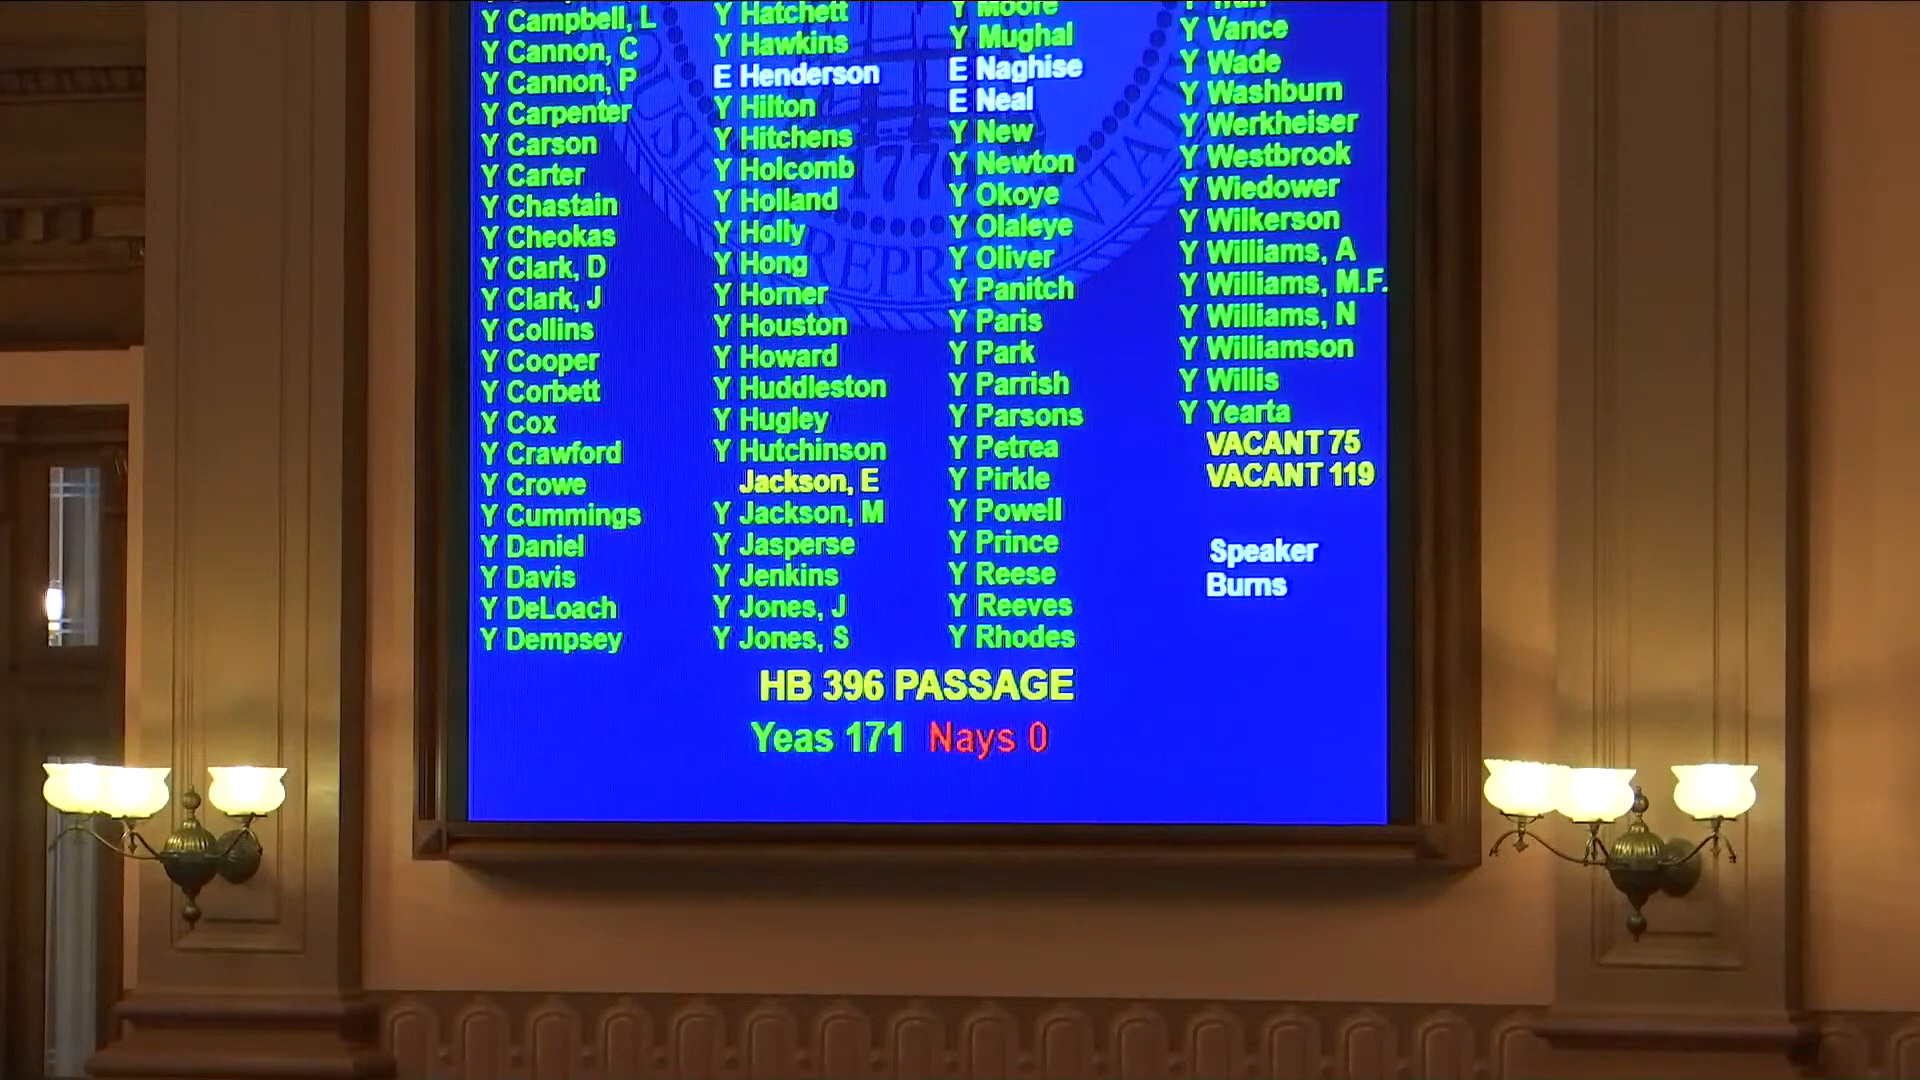 Y Campbell, L
Y Cannon, C
Y Cannon, P
Y Carpenter
Y Carson
Y Carter
Y Chastain
Y Cheokas
Y Clark, D
Y Clark, J
Y Collins
Y Cooper
Y Corbett
Y Cox
Y Crawford
Y Crowe
Y Cummings
Y Daniel
Y Davis
Y DeLoach
Y Dempsey
Y Hatchett
Y Hawkins
E Henderson
Y Hilton
Y Hitchens
Y Holcomb
Y Holland
Y Holly
Y Hong
Y Horner
Y Houston
Y Howard
Y Huddleston
Y Hugley
Y Hutchinson
Jackson, E
Y Jackson, M
Y Jasperse
Y Jenkins
Y Jones, J
Y Jones, S
Y Moore
Y Mughal
E Naghise
E Neal
Y New
Y Newton
Y Okoye
Y Olaleye
Y Oliver
Y Panitch
Y Paris
Y Park
Y Parrish
Y Parsons
Y Petrea
Y Pirkle
Y Powell
Y Prince
Y Reese
Y Reeves
Y Rhodes
Y Vance
Y Wade
Y Washburn
Y Werkheiser
Y Westbrook
Y Wiedower
Y Wilkerson
Y Williams, A
Y Williams, M.F.
Y Williams, N
Y Williamson
Y Willis
Y Yearta
VACANT 75
VACANT 119
Speaker
Burns
HB 396 PASSAGE
Yeas 171 Nays 0